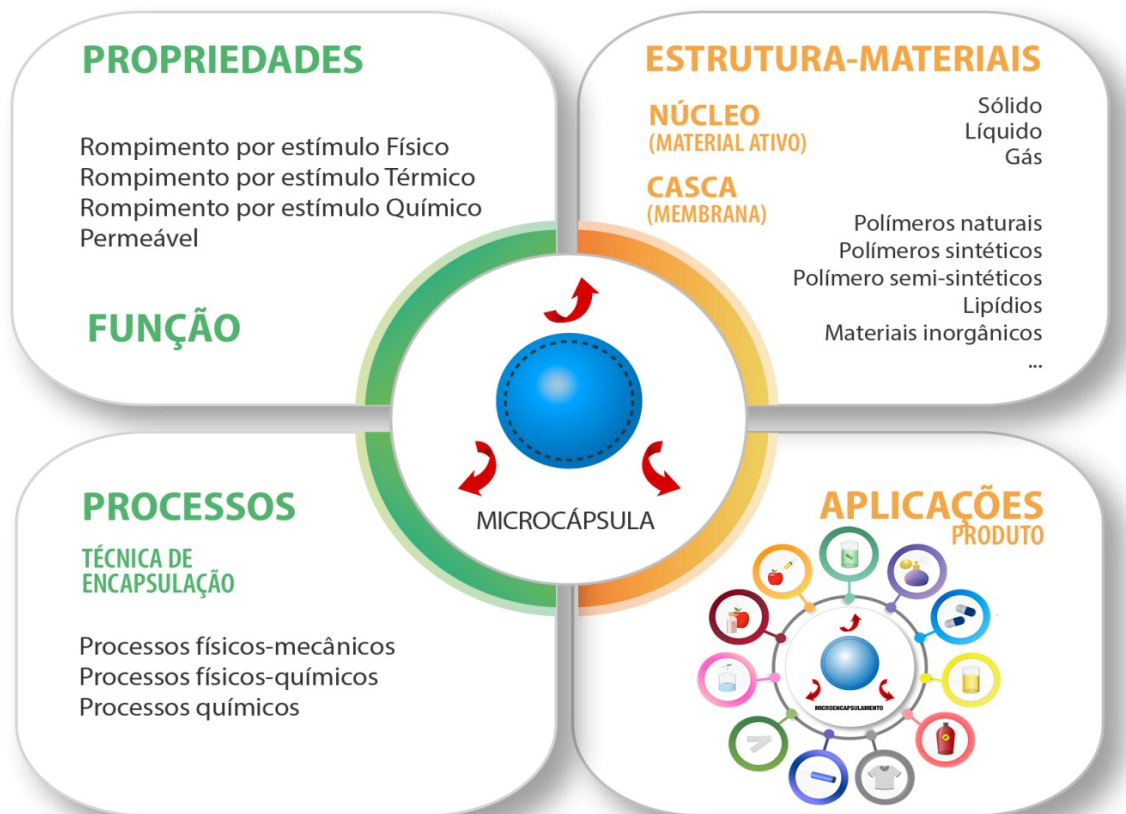 PROPRIEDADES
Rompimento por estímulo Físico
Rompimento por estímulo Térmico
Rompimento por estímulo Químico
Permeável
FUNÇÃO
ESTRUTURA-MATERIAIS
NÚCLEO
(MATERIAL ATIVO)
Sólido
Líquido
Gás
CASCA
(MEMBRANA)
Polímeros naturais
Polímeros sintéticos
Polímero semi-sintéticos
Lipídios
Materiais inorgânicos
...
MICROCÁPSULA
PROCESSOS
TÉCNICA DE
ENCAPSULAÇÃO
Processos físicos-mecânicos
Processos físicos-químicos
Processos químicos
APLICAÇÕES
PRODUTO
MICROENCAPSULAMENTO